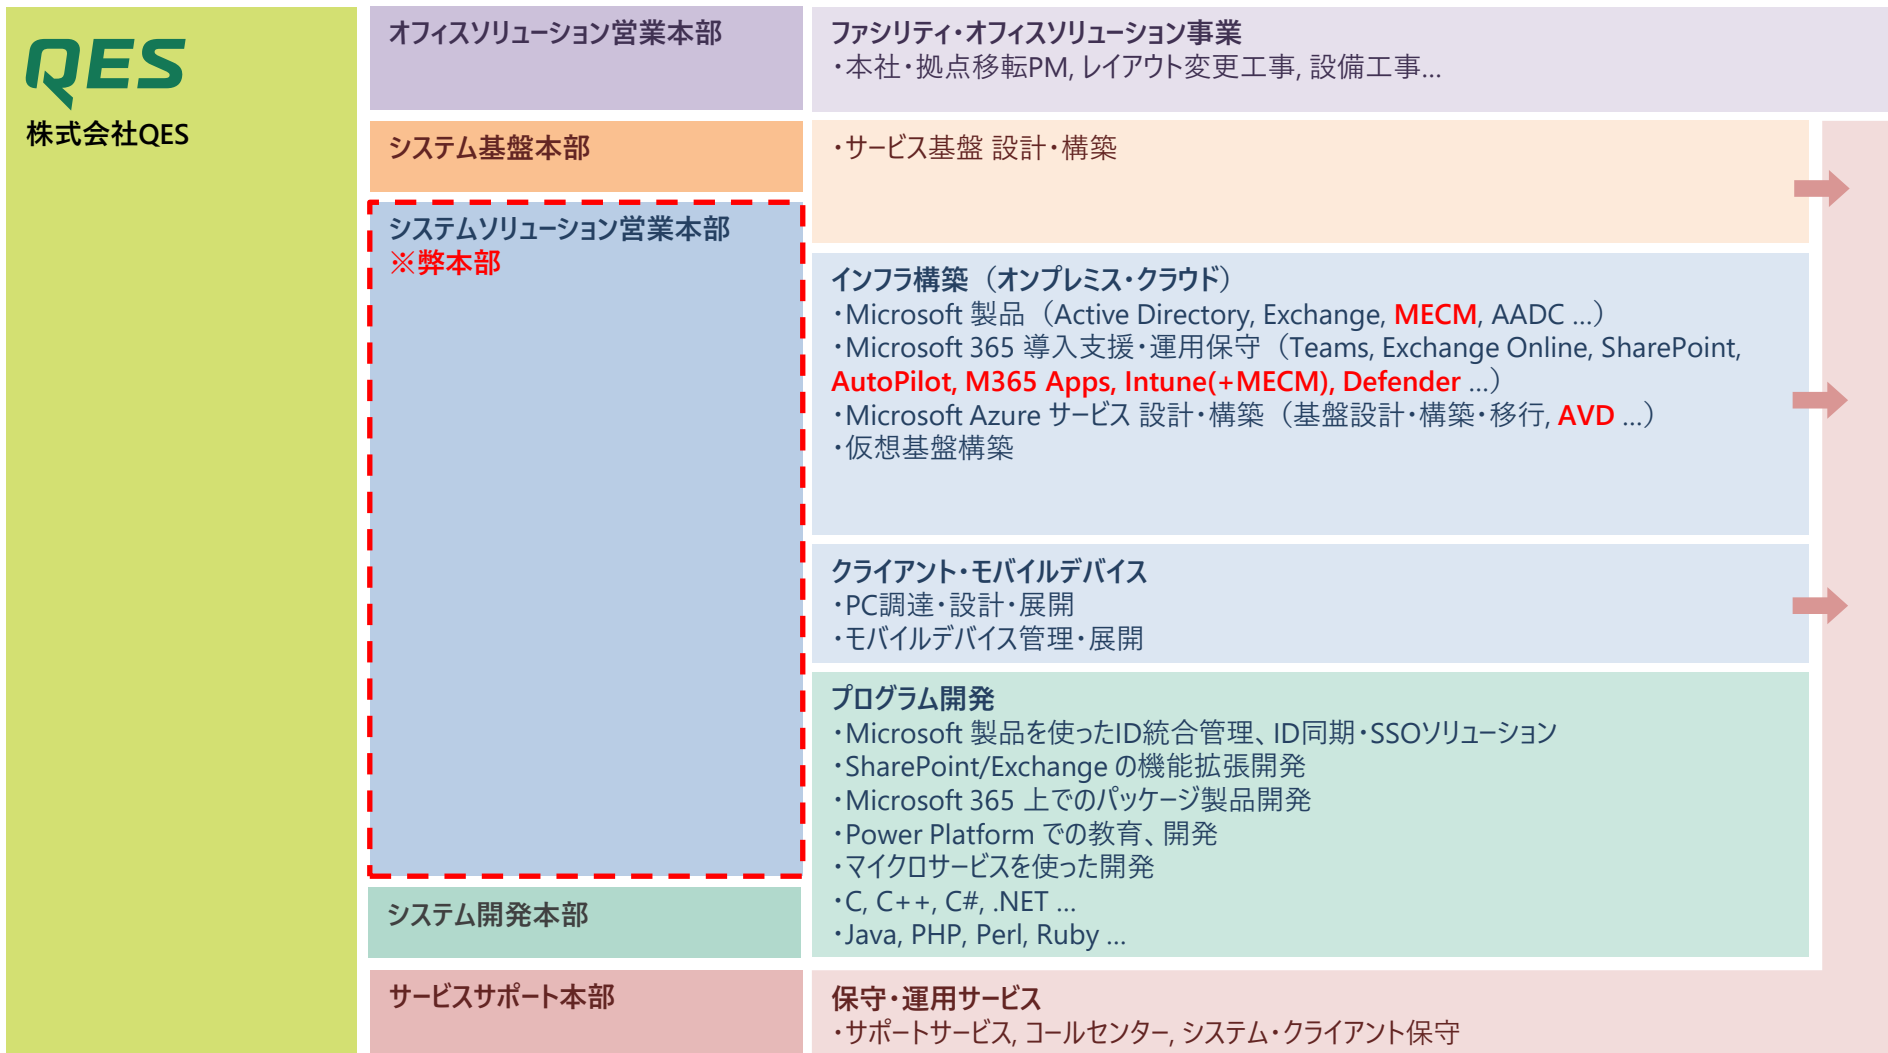 QES
株式会社QES
オフィスソリューション営業本部
ファシリティ・オフィスソリューション事業
・本社・拠点移転PM, レイアウト変更工事, 設備工事…
システム基盤本部
・サービス基盤 設計・構築
システムソリューション営業本部
※弊本部
インフラ構築（オンプレミス・クラウド）
・Microsoft 製品（Active Directory, Exchange, MECM, AADC …）
・Microsoft 365 導入支援・運用保守（Teams, Exchange Online, SharePoint,
AutoPilot, M365 Apps, Intune(+MECM), Defender …）
・Microsoft Azure サービス 設計・構築（基盤設計・構築・移行, AVD …）
・仮想基盤構築
クライアント・モバイルデバイス
・PC調達・設計・展開
・モバイルデバイス管理・展開
プログラム開発
・Microsoft 製品を使ったID統合管理、ID同期・SSOソリューション
・SharePoint/Exchange の機能拡張開発
・Microsoft 365 上でのパッケージ製品開発
・Power Platform での教育、開発
・マイクロサービスを使った開発
・C, C++, C#, .NET …
・Java, PHP, Perl, Ruby …
システム開発本部
サービスサポート本部
保守・運用サービス
・サポートサービス, コールセンター, システム・クライアント保守